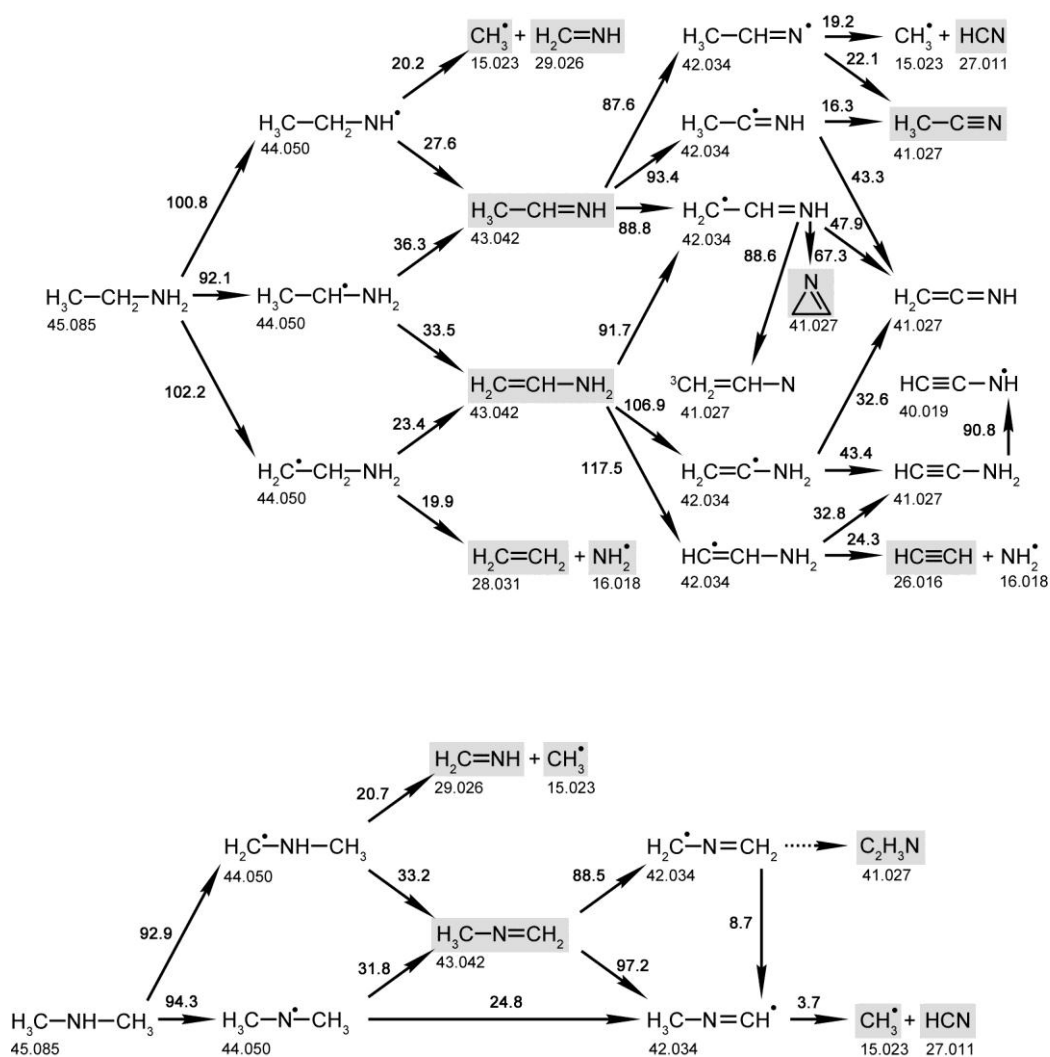 CH₃• + H₂C=NH
15.023 29.026
20.2
H₃C—CH₂—NH•
44.050
27.6
100.8
H₃C—CH=N•
42.034
19.2
CH₃• + HCN
15.023 27.011
22.1
87.6
H₃C—C•=NH
42.034
16.3
H₃C—C≡N
41.027
93.4
43.3
H₃C—CH=NH
43.042
88.8
H₂C•—CH=NH
42.034
47.9
88.6
67.3
36.3
H₃C—CH₂—NH₂
45.085
92.1
H₃C—CH•—NH₂
44.050
N
41.027
H₂C=C=NH
41.027
33.5
91.7
102.2
H₂C=CH—NH₂
43.042
³CH₂=CH—N
41.027
HC≡C—N•H
40.019
106.9
32.6
90.8
23.4
117.5
H₂C•—CH₂—NH₂
44.050
H₂C=C•—NH₂
42.034
43.4
HC≡C—NH₂
41.027
19.9
32.8
H₂C=CH₂ + NH₂•
28.031 16.018
HC•=CH—NH₂
42.034
24.3
HC≡CH + NH₂•
26.016 16.018
H₂C=NH + CH₃•
29.026 15.023
20.7
H₂C•—NH—CH₃
44.050
33.2
88.5
H₂C•—N=CH₂
42.034
C₂H₃N
41.027
92.9
H₃C—N=CH₂
43.042
8.7
31.8
97.2
H₃C—NH—CH₃
45.085
94.3
H₃C—N•—CH₃
44.050
24.8
H₃C—N=CH•
42.034
3.7
CH₃• + HCN
15.023 27.011